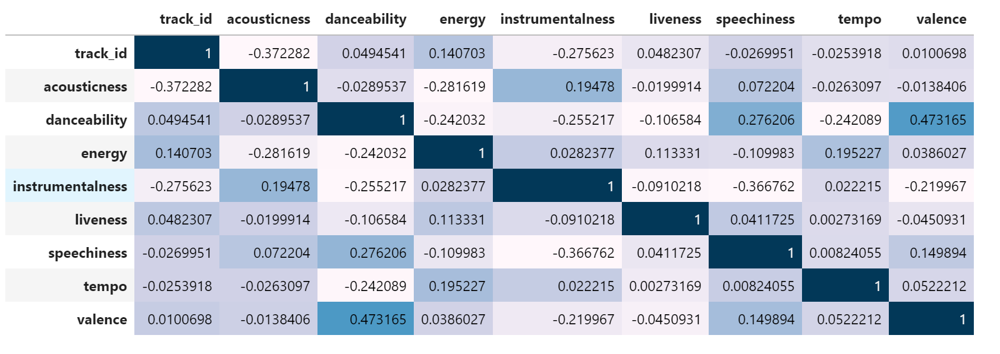 track_id acousticness danceability energy instrumentalness liveness speechiness tempo valence
track_id 1 -0.372282 0.0494541 0.140703 -0.275623 0.0482307 -0.0269951 -0.0253918 0.0100698
acousticness -0.372282 1 -0.0289537 -0.281619 0.19478 -0.0199914 0.072204 -0.0263097 -0.0138406
danceability 0.0494541 -0.0289537 1 -0.242032 -0.255217 -0.106584 0.276206 -0.242089 0.473165
energy 0.140703 -0.281619 -0.242032 1 0.0282377 0.113331 -0.109983 0.195227 0.0386027
instrumentalness -0.275623 0.19478 -0.255217 0.0282377 1 -0.0910218 -0.366762 0.022215 -0.219967
liveness 0.0482307 -0.0199914 -0.106584 0.113331 -0.0910218 1 0.0411725 0.00273169 -0.0450931
speechiness -0.0269951 0.072204 0.276206 -0.109983 -0.366762 0.0411725 1 0.00824055 0.149894
tempo -0.0253918 -0.0263097 -0.242089 0.195227 0.022215 0.00273169 0.00824055 1 0.0522212
valence 0.0100698 -0.0138406 0.473165 0.0386027 -0.219967 -0.0450931 0.149894 0.0522212 1